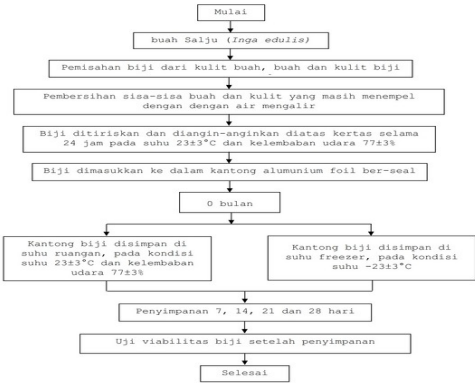 Mulai
buah Salju (Inga edulis)
Pemisahan biji dari kulit buah, buah dan kulit biji
Pembersihan sisa-sisa buah dan kulit yang masih menempel
dengan dengan air mengalir
Biji ditiriskan dan diangin-anginkan diatas kertas selama
24 jam pada suhu 23±3°C dan kelembaban udara 77±3%
Biji dimasukkan ke dalam kantong alumunium foil ber-seal
0 bulan
Kantong biji disimpan di
suhu ruangan, pada kondisi
suhu 23±3°C dan kelembaban
udara 77±3%
Kantong biji disimpan di
suhu freezer, pada kondisi
suhu -23±3°C
Penyimpanan 7, 14, 21 dan 28 hari
Uji viabilitas biji setelah penyimpanan
Selesai